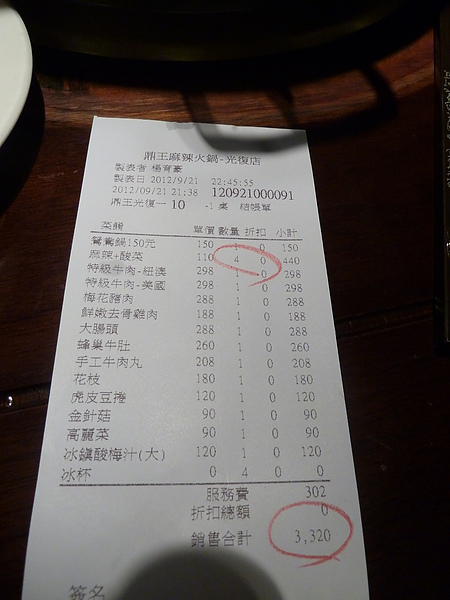 鼎王麻辣火鍋-光復店
製表者 楊育豪
製表日 2012/9/21 22:45:55
2012/09/21 21:38 120921000091
鼎王光復一 10 -1 桌 結帳單
菜餚 單價 數量 折扣 小計
鴛鴦鍋150元 150 1 0 150
麻辣+酸菜 110 4 0 440
特級牛肉-紐澳 298 1 0 298
特級牛肉-美國 298 1 0 298
梅花豬肉 288 1 0 288
鮮嫩去骨雞肉 188 1 0 188
大腸頭 288 1 0 288
蜂巢牛肚 260 1 0 260
手工牛肉丸 208 1 0 208
花枝 180 1 0 180
虎皮豆捲 120 1 0 120
金針菇 90 1 0 90
高麗菜 90 1 0 90
冰鎮酸梅汁(大) 120 1 0 120
冰杯 0 4 0 0
服務費 302
折扣總額 0
銷售合計 3,320
簽名